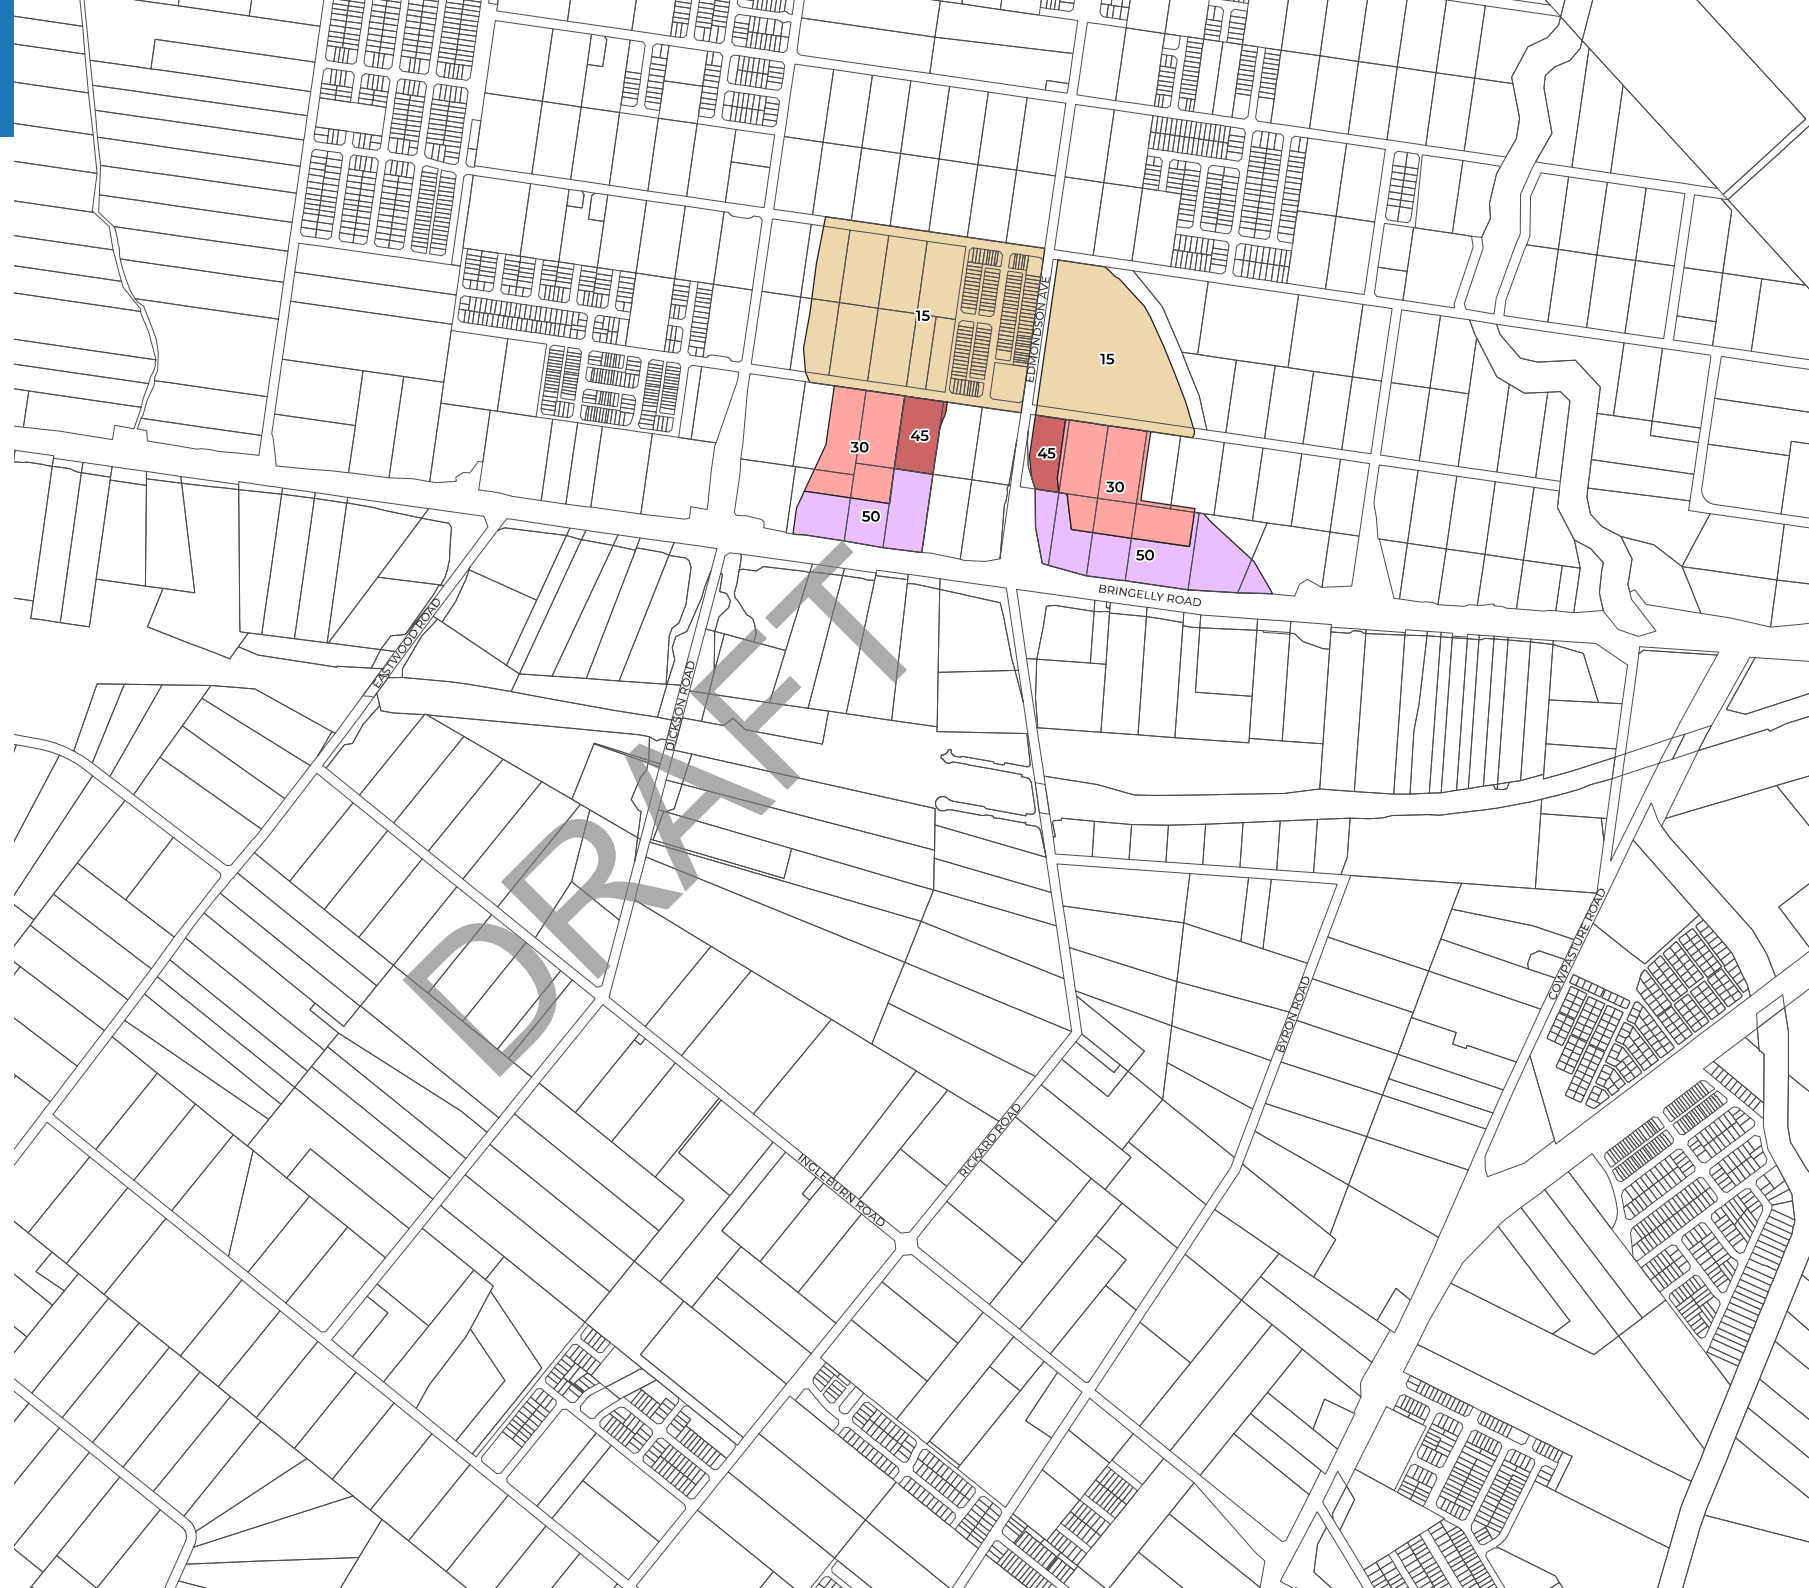 15
EDMONDSON AVE
15
30
45
45
30
50
50
BRINGELLY ROAD
EASTWOOD ROAD
DICKSON ROAD
DRAFT
COWPASTURE ROAD
BYRON ROAD
RICKARD ROAD
INGLEBURN ROAD